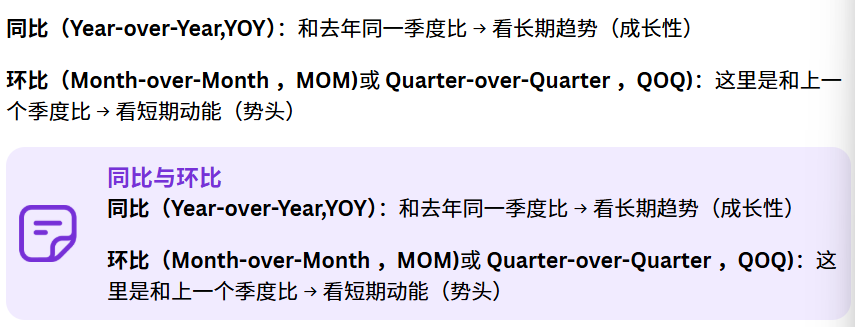 同比（Year-over-Year,YOY）：和去年同一季度比 → 看长期趋势（成长性）
环比（Month-over-Month ，MOM)或 Quarter-over-Quarter ，QOQ)：这里是和上一
个季度比 → 看短期动能（势头）
同比与环比
同比（Year-over-Year,YOY）：和去年同一季度比 → 看长期趋势（成长性）
环比（Month-over-Month ，MOM)或 Quarter-over-Quarter ，QOQ)：这
里是和上一个季度比 → 看短期动能（势头）